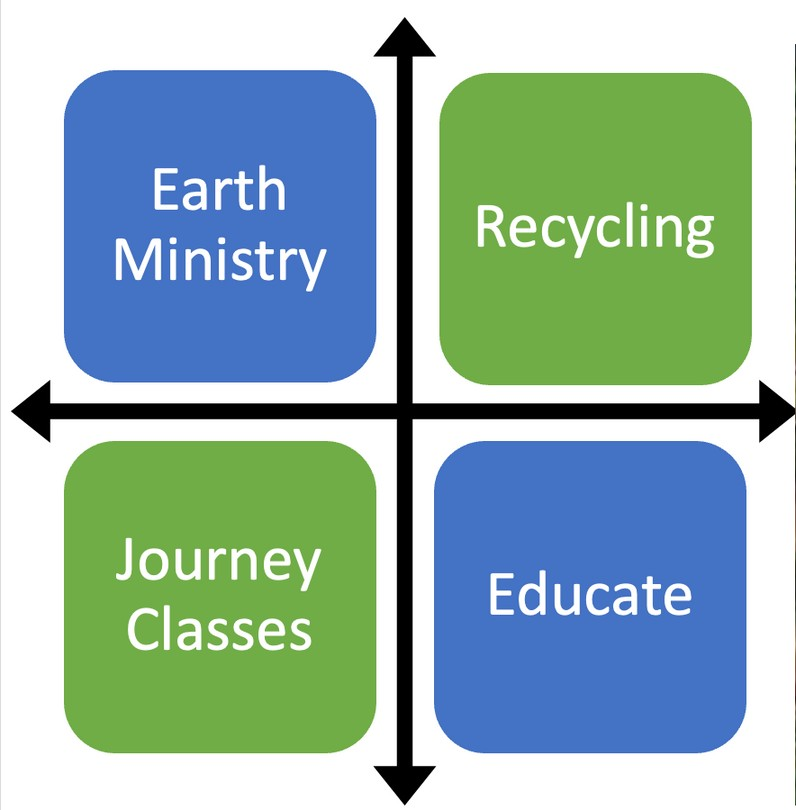 Earth
Ministry
Recycling
Journey
Classes
Educate